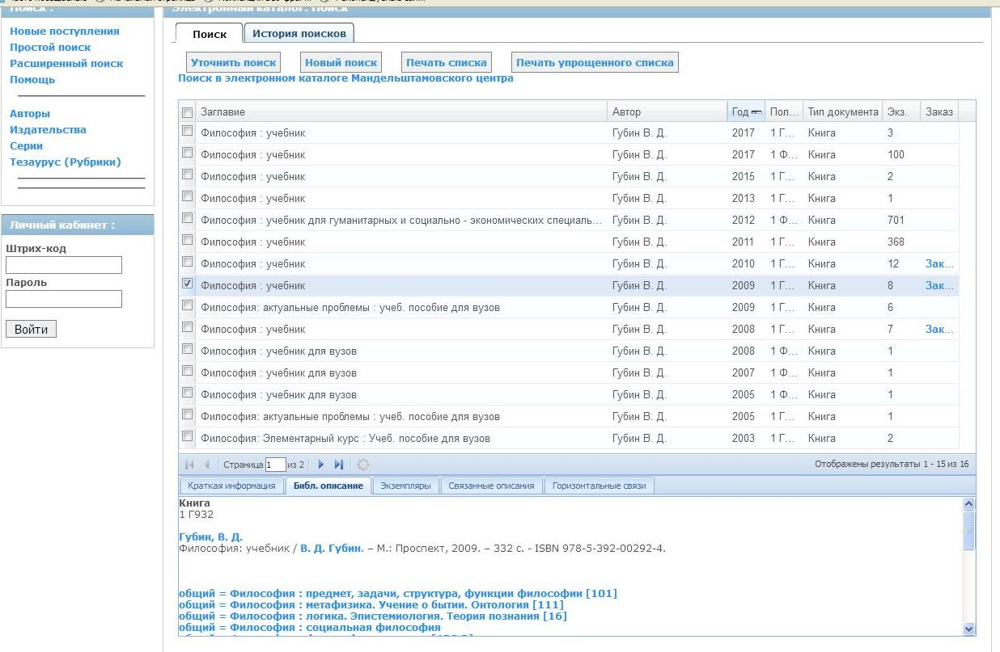 Поиск :
Новые поступления
Простой поиск
Расширенный поиск
Помощь
Авторы
Издательства
Серии
Тезаурус (Рубрики)
Личный кабинет :
Штрих-код
Пароль
Войти
Электронный каталог: Поиск
Поиск История поисков
Уточнить поиск Новый поиск Печать списка Печать упрощенного списка
Поиск в электронном каталоге Мандельштамовского центра
Заглавие Автор Год Пол... Тип документа Экз. Заказ
Философия : учебник Губин В. Д. 2017 1 Г... Книга 3
Философия : учебник Губин В. Д. 2017 1 Ф... Книга 100
Философия : учебник Губин В. Д. 2015 1 Г... Книга 2
Философия : учебник Губин В. Д. 2013 1 Г... Книга 1
Философия : учебник для гуманитарных и социально - экономических специаль... Губин В. Д. 2012 1 Ф... Книга 701
Философия : учебник Губин В. Д. 2011 1 Г... Книга 368
Философия : учебник Губин В. Д. 2010 1 Г... Книга 12 Зак...
Философия : учебник Губин В. Д. 2009 1 Г... Книга 8 Зак...
Философия: актуальные проблемы : учеб. пособие для вузов Губин В. Д. 2009 1 Г... Книга 6
Философия : учебник Губин В. Д. 2008 1 Г... Книга 7 Зак...
Философия : учебник для вузов Губин В. Д. 2008 1 Ф... Книга 1
Философия : учебник для вузов Губин В. Д. 2007 1 Ф... Книга 1
Философия : учебник для вузов Губин В. Д. 2005 1 Ф... Книга 1
Философия: актуальные проблемы : учеб. пособие для вузов Губин В. Д. 2005 1 Г... Книга 1
Философия: Элементарный курс : Учеб. пособие для вузов Губин В. Д. 2003 1 Г... Книга 2
Страница 1 из 2 Отображены результаты 1 - 15 из 16
Краткая информация Библ. описание Экземпляры Связанные описания Горизонтальные связи
Книга
1 Г932
Губин, В. Д.
Философия: учебник / В. Д. Губин. – М.: Проспект, 2009. – 332 с. - ISBN 978-5-392-00292-4.
общий = Философия : предмет, задачи, структура, функции философии [101]
общий = Философия : метафизика. Учение о бытии. Онтология [111]
общий = Философия : логика. Эпистемиология. Теория познания [16]
общий = Философия : социальная философия